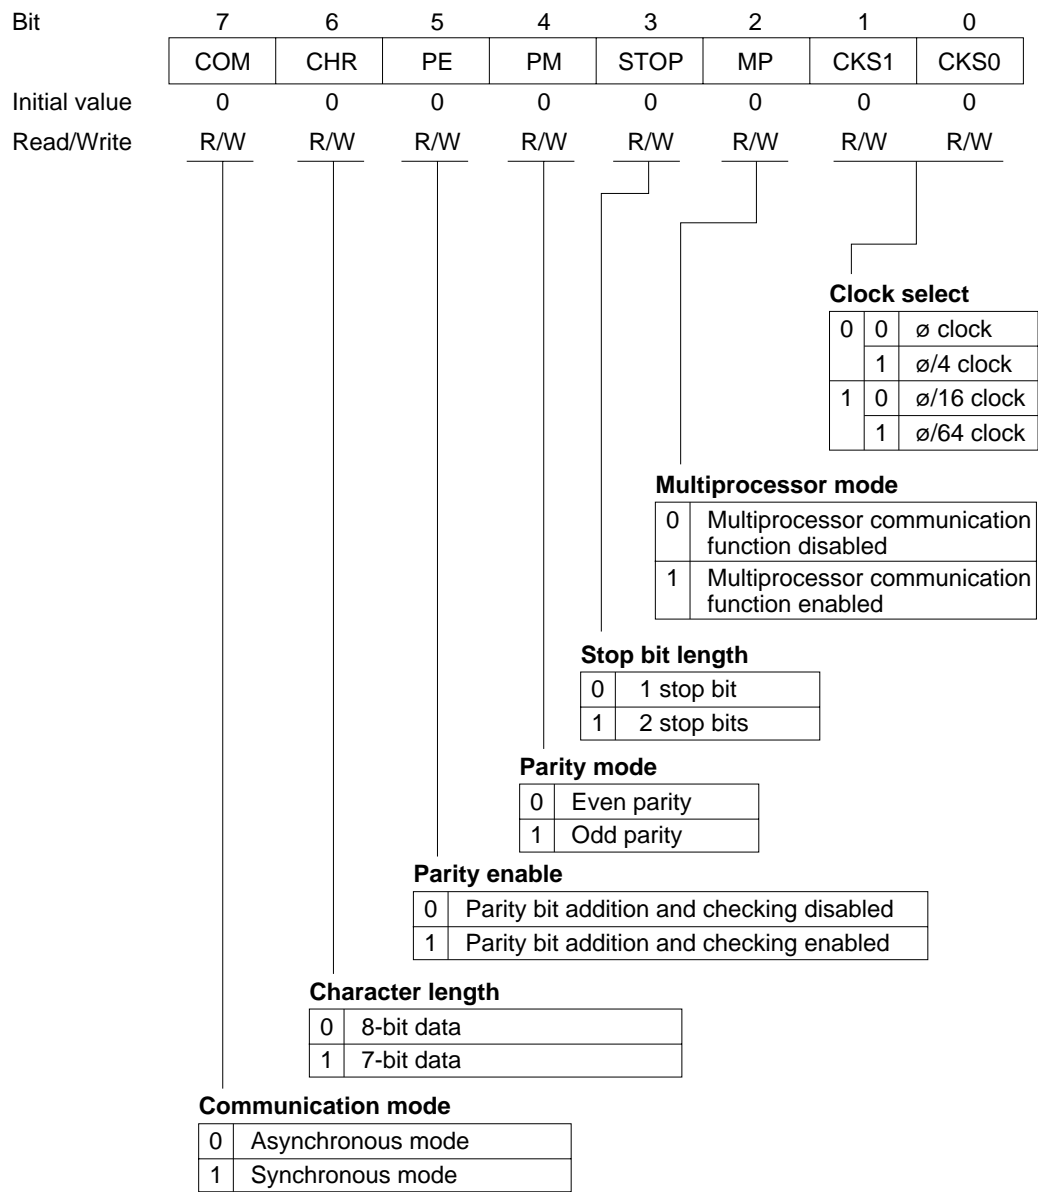 Bit 7 6 5 4 3 2 1 0
COM CHR PE PM STOP MP CKS1 CKS0
Initial value 0 0 0 0 0 0 0 0
Read/Write R/W R/W R/W R/W R/W R/W R/W R/W
Clock select
0 0 ø clock
1 ø/4 clock
1 0 ø/16 clock
1 ø/64 clock
Multiprocessor mode
0 Multiprocessor communication
function disabled
1 Multiprocessor communication
function enabled
Stop bit length
0 1 stop bit
1 2 stop bits
Parity mode
0 Even parity
1 Odd parity
Parity enable
0 Parity bit addition and checking disabled
1 Parity bit addition and checking enabled
Character length
0 8-bit data
1 7-bit data
Communication mode
0 Asynchronous mode
1 Synchronous mode